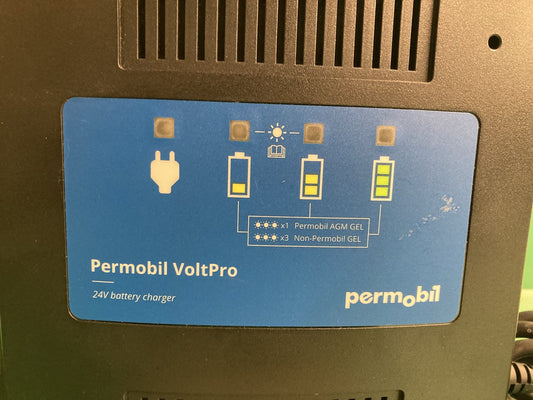 x1 Permobil AGM GEL
x3 Non-Permobil GEL
Permobil VoltPro
24V battery charger
permobil